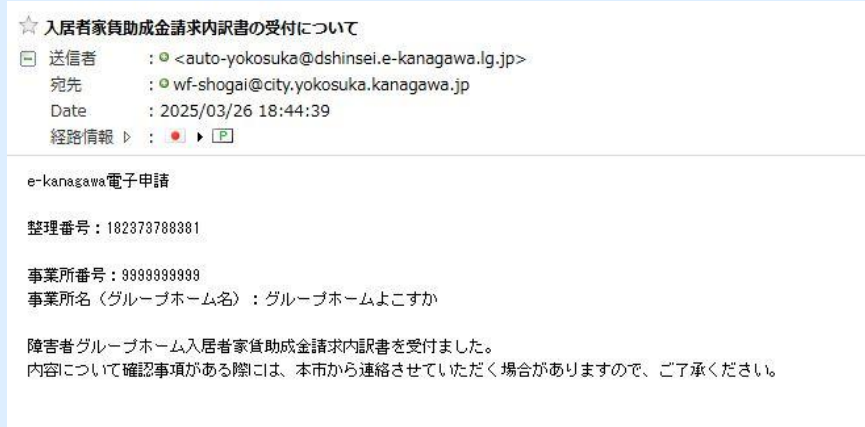 ☆ 入居者家賃助成金請求内訳書の受付について
送信者 : <auto-yokosuka@dshinsei.e-kanagawa.lg.jp>
宛先 : wf-shogai@city.yokosuka.kanagawa.jp
Date : 2025/03/26 18:44:39
経路情報 ▷ : ▶ P
e-kanagawa電子申請
整理番号:182373788381
事業所番号:9999999999
事業所名(グループホーム名):グループホームよこすか
障害者グループホーム入居者家賃助成金請求内訳書を受付ました。
内容について確認事項がある際には、本市から連絡させていただく場合がありますので、ご了承ください。